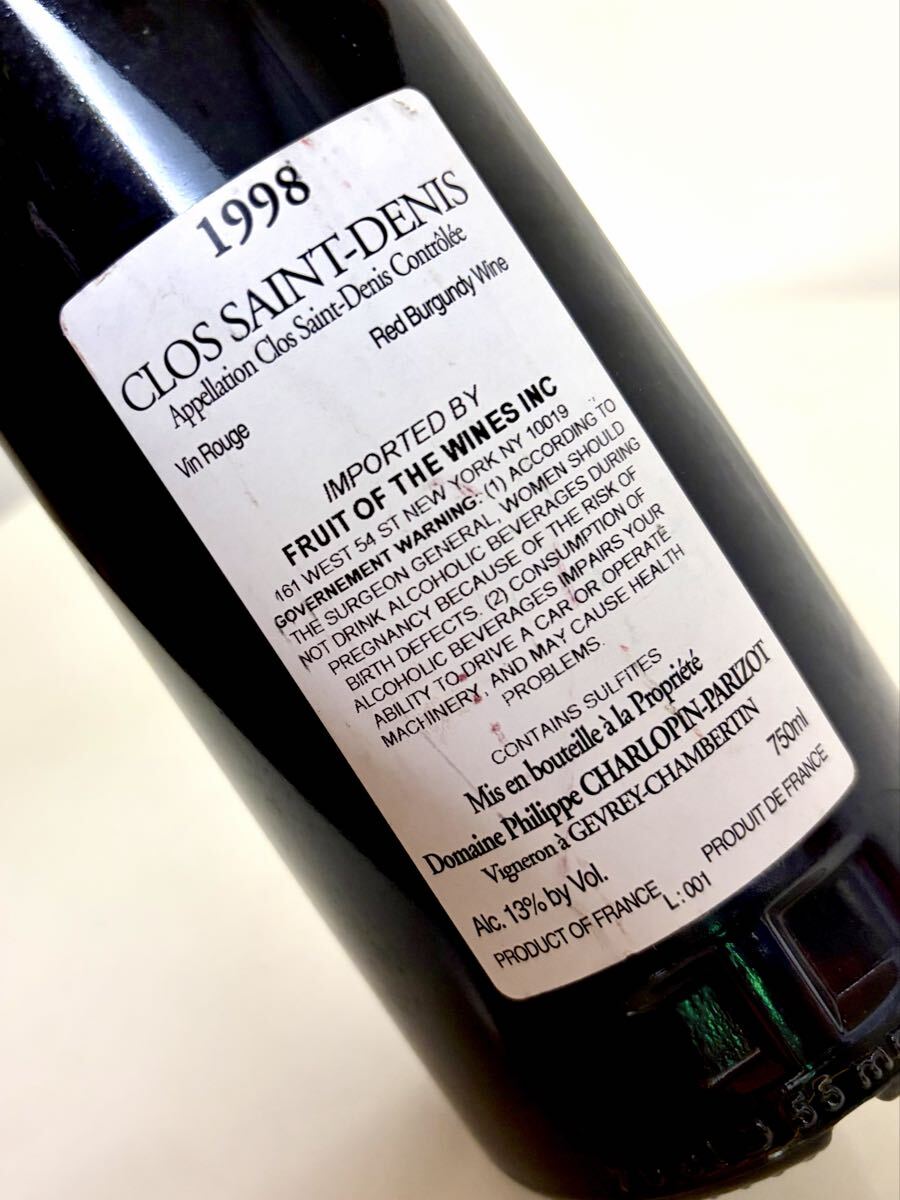 1998
CLOS SAINT-DENIS
Appellation Clos Saint-Denis Contrôlée
Vin Rouge
Red Burgundy Wine
IMPORTED BY
FRUIT OF THE WINES INC
161 WEST 54 ST NEW YORK NY 10019
GOVERNEMENT WARNING: (1) ACCORDING TO
THE SURGEON GENERAL, WOMEN SHOULD
NOT DRINK ALCOHOLIC BEVERAGES DURING
PREGNANCY BECAUSE OF THE RISK OF
BIRTH DEFECTS. (2) CONSUMPTION OF
ALCOHOLIC BEVERAGES IMPAIRS YOUR
ABILITY TO DRIVE A CAR OR OPERATE
MACHINERY, AND MAY CAUSE HEALTH
PROBLEMS.
CONTAINS SULFITES
Mis en bouteille à la Propriété
Domaine Philippe CHARLOPIN-PARIZOT
Vigneron à GEVREY-CHAMBERTIN
Alc. 13% by Vol.
750ml
PRODUCT OF FRANCE
L: 001
PRODUIT DE FRANCE
55 m